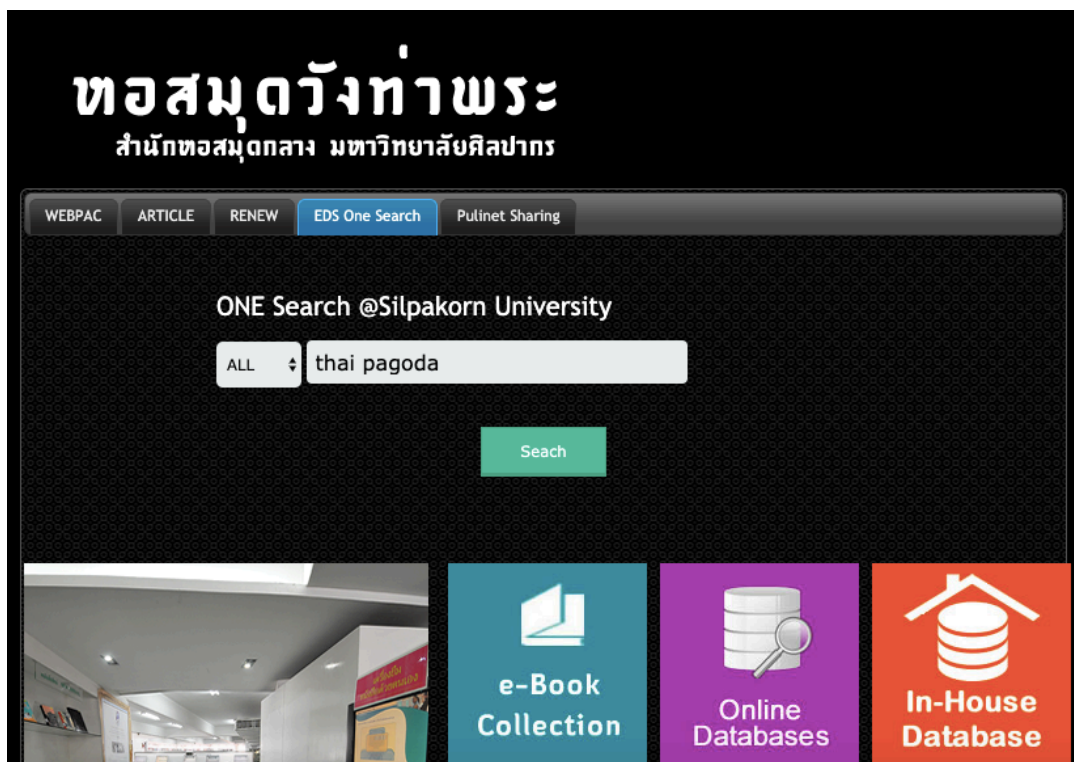 หอสมุดวังท่าพระ
สำนักหอสมุดกลาง มหาวิทยาลัยศิลปากร
WEBPAC ARTICLE RENEW EDS One Search Pulinet Sharing
ONE Search @Silpakorn University
ALL thai pagoda
Seach
e-Book
Collection
Online
Databases
In-House
Database